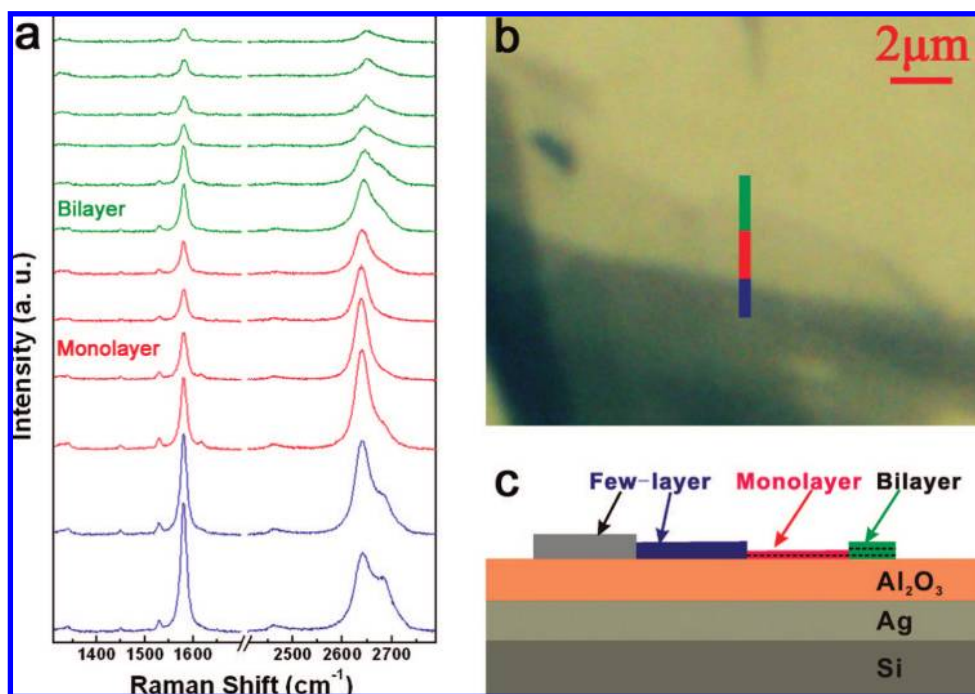 a
Intensity (a. u.)
Bilayer
Monolayer
1400 1500 1600 2500 2600 2700
Raman Shift (cm⁻¹)
b
2μm
c
Few-layer Monolayer Bilayer
Al₂O₃
Ag
Si